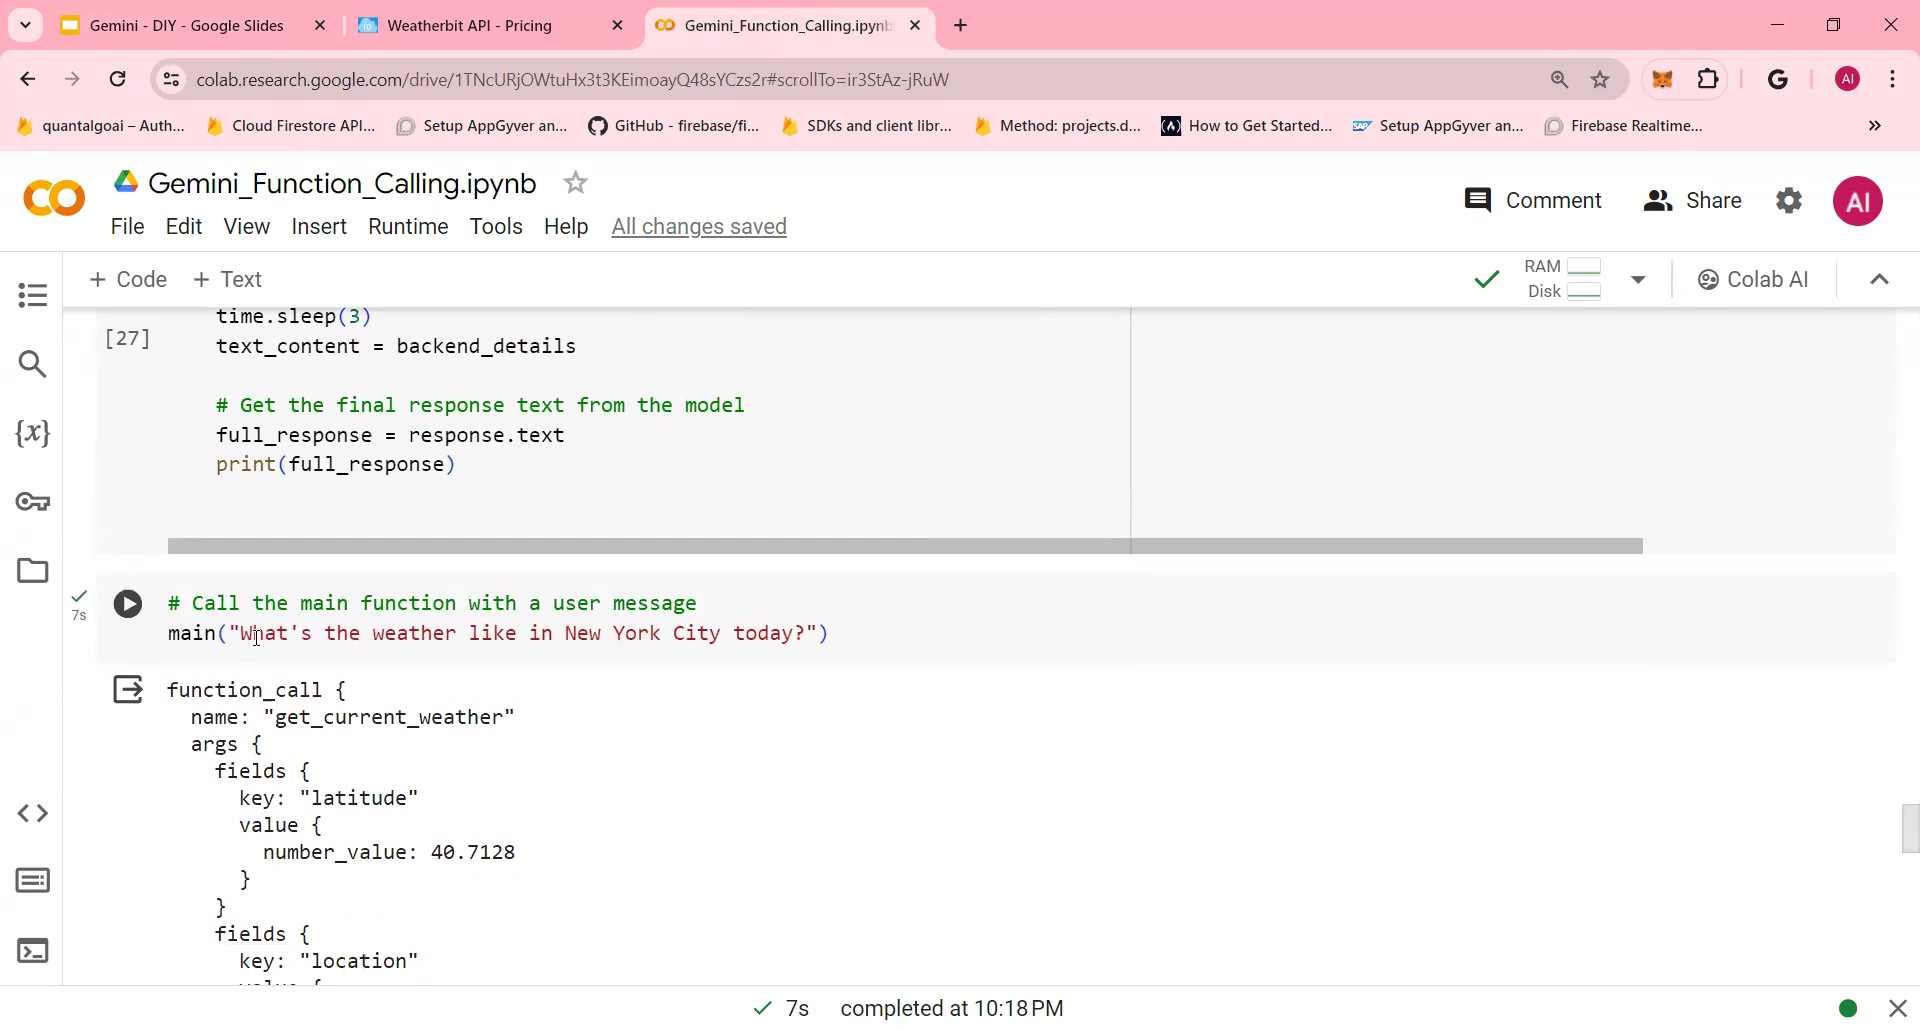 Gemini - DIY - Google Slides
Weatherbit API - Pricing
Gemini_Function_Calling.ipynb
colab.research.google.com/drive/1TNcURjOWtuHx3t3KEimoayQ48sYCzs2r#scrollTo=ir3StAz-jRuW
AI
quantalgoai – Auth...
Cloud Firestore API...
Setup AppGyver an...
GitHub - firebase/fi...
SDKs and client libr...
Method: projects.d...
How to Get Started...
Setup AppGyver an...
Firebase Realtime...
Gemini_Function_Calling.ipynb
Comment
Share
AI
File Edit View Insert Runtime Tools Help All changes saved
+ Code + Text
RAM
Disk
Colab AI
time.sleep(3)
[27]
text_content = backend_details
# Get the final response text from the model
full_response = response.text
print(full_response)
7s
# Call the main function with a user message
main("What's the weather like in New York City today?")
function_call {
name: "get_current_weather"
args {
fields {
key: "latitude"
value {
number_value: 40.7128
}
}
fields {
key: "location"
value {
7s completed at 10:18 PM